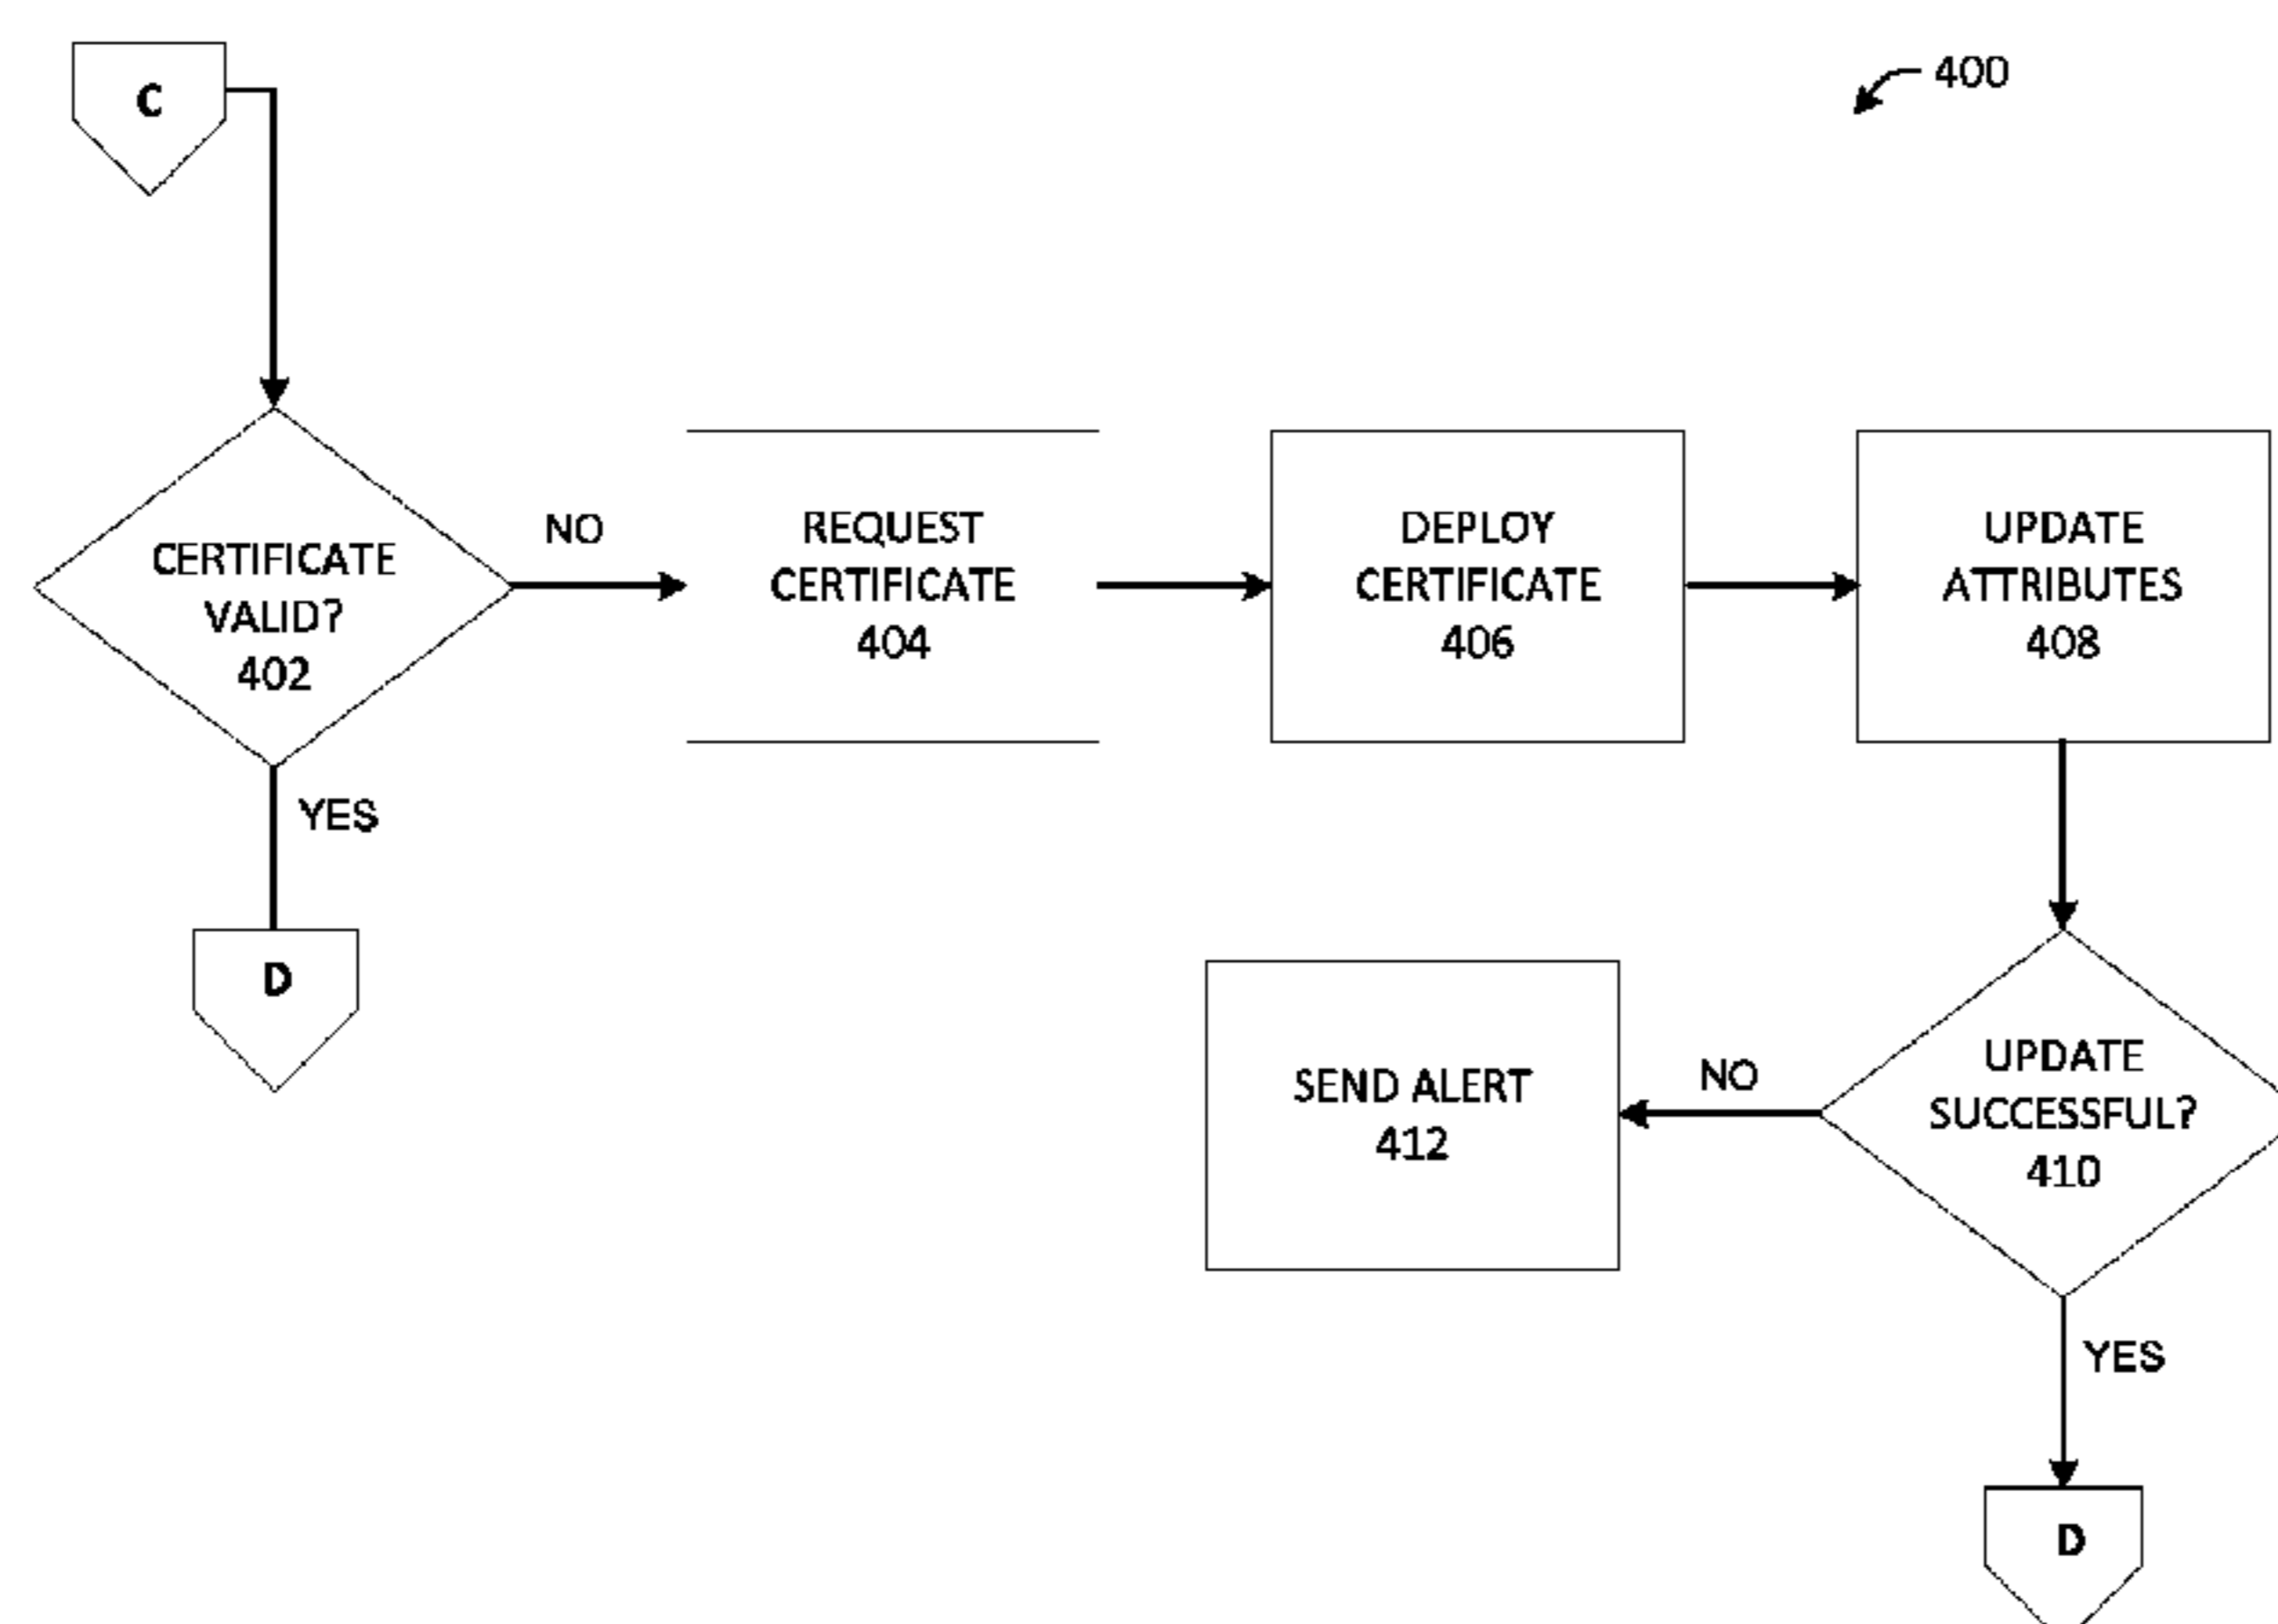 C
400
CERTIFICATE
VALID?
402
NO
REQUEST
CERTIFICATE
404
DEPLOY
CERTIFICATE
406
UPDATE
ATTRIBUTES
408
YES
D
SEND ALERT
412
NO
UPDATE
SUCCESSFUL?
410
YES
D